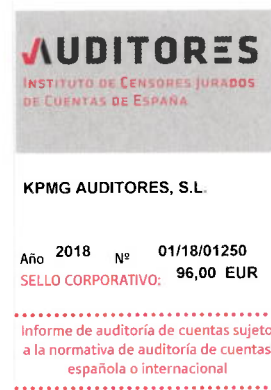 AUDITORES
INSTITUTO DE CENSORES JURADOS
DE CUENTAS DE ESPAÑA
KPMG AUDITORES, S.L.
Año 2018 Nº 01/18/01250
SELLO CORPORATIVO: 96,00 EUR
Informe de auditoría de cuentas sujeto
a la normativa de auditoría de cuentas
española o internacional